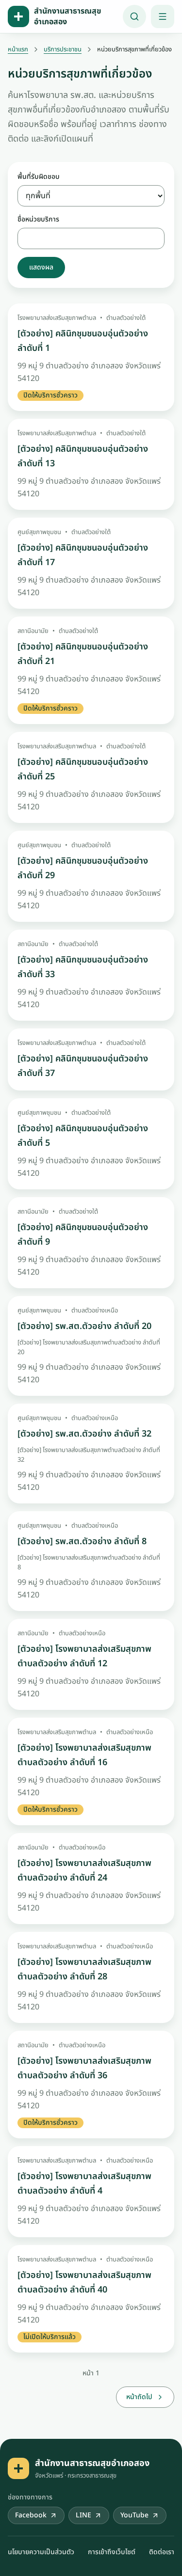 สำนักงานสาธารณสุข
อำเภอสอง
หน้าแรก
บริการประชาชน
หน่วยบริการสุขภาพที่เกี่ยวข้อง
หน่วยบริการสุขภาพที่เกี่ยวข้อง
ค้นหาโรงพยาบาล รพ.สต. และหน่วยบริการ
สุขภาพอื่นที่เกี่ยวข้องในพื้นที่รับผิดชอบของ
อำเภอสอง พร้อมที่อยู่ เวลาทำการ ช่องทาง
ติดต่อ และลิงก์เปิดแผนที่
พื้นที่รับผิดชอบ
ทุกพื้นที่
ชื่อหน่วยบริการ
แสดงผล
โรงพยาบาลส่งเสริมสุขภาพตำบล • ตำบลตัวอย่างใต้
[ตัวอย่าง] คลินิกชุมชนอบอุ่นตัวอย่าง
ลำดับที่ 1
99 หมู่ 9 ตำบลตัวอย่าง อำเภอสอง จังหวัดแพร่
54120
ปิดให้บริการชั่วคราว
โรงพยาบาลส่งเสริมสุขภาพตำบล • ตำบลตัวอย่างใต้
[ตัวอย่าง] คลินิกชุมชนอบอุ่นตัวอย่าง
ลำดับที่ 13
99 หมู่ 9 ตำบลตัวอย่าง อำเภอสอง จังหวัดแพร่
54120
ศูนย์สุขภาพชุมชน • ตำบลตัวอย่างใต้
[ตัวอย่าง] คลินิกชุมชนอบอุ่นตัวอย่าง
ลำดับที่ 17
99 หมู่ 9 ตำบลตัวอย่าง อำเภอสอง จังหวัดแพร่
54120
สถานีอนามัย • ตำบลตัวอย่างใต้
[ตัวอย่าง] คลินิกชุมชนอบอุ่นตัวอย่าง
ลำดับที่ 21
99 หมู่ 9 ตำบลตัวอย่าง อำเภอสอง จังหวัดแพร่
54120
ปิดให้บริการชั่วคราว
โรงพยาบาลส่งเสริมสุขภาพตำบล • ตำบลตัวอย่างใต้
[ตัวอย่าง] คลินิกชุมชนอบอุ่นตัวอย่าง
ลำดับที่ 25
99 หมู่ 9 ตำบลตัวอย่าง อำเภอสอง จังหวัดแพร่
54120
ศูนย์สุขภาพชุมชน • ตำบลตัวอย่างใต้
[ตัวอย่าง] คลินิกชุมชนอบอุ่นตัวอย่าง
ลำดับที่ 29
99 หมู่ 9 ตำบลตัวอย่าง อำเภอสอง จังหวัดแพร่
54120
สถานีอนามัย • ตำบลตัวอย่างใต้
[ตัวอย่าง] คลินิกชุมชนอบอุ่นตัวอย่าง
ลำดับที่ 33
99 หมู่ 9 ตำบลตัวอย่าง อำเภอสอง จังหวัดแพร่
54120
โรงพยาบาลส่งเสริมสุขภาพตำบล • ตำบลตัวอย่างใต้
[ตัวอย่าง] คลินิกชุมชนอบอุ่นตัวอย่าง
ลำดับที่ 37
ศูนย์สุขภาพชุมชน • ตำบลตัวอย่างใต้
[ตัวอย่าง] คลินิกชุมชนอบอุ่นตัวอย่าง
ลำดับที่ 5
99 หมู่ 9 ตำบลตัวอย่าง อำเภอสอง จังหวัดแพร่
54120
สถานีอนามัย • ตำบลตัวอย่างใต้
[ตัวอย่าง] คลินิกชุมชนอบอุ่นตัวอย่าง
ลำดับที่ 9
99 หมู่ 9 ตำบลตัวอย่าง อำเภอสอง จังหวัดแพร่
54120
ศูนย์สุขภาพชุมชน • ตำบลตัวอย่างเหนือ
[ตัวอย่าง] รพ.สต.ตัวอย่าง ลำดับที่ 20
[ตัวอย่าง] โรงพยาบาลส่งเสริมสุขภาพตำบลตัวอย่าง ลำดับที่
20
99 หมู่ 9 ตำบลตัวอย่าง อำเภอสอง จังหวัดแพร่
54120
ศูนย์สุขภาพชุมชน • ตำบลตัวอย่างเหนือ
[ตัวอย่าง] รพ.สต.ตัวอย่าง ลำดับที่ 32
[ตัวอย่าง] โรงพยาบาลส่งเสริมสุขภาพตำบลตัวอย่าง ลำดับที่
32
99 หมู่ 9 ตำบลตัวอย่าง อำเภอสอง จังหวัดแพร่
54120
ศูนย์สุขภาพชุมชน • ตำบลตัวอย่างเหนือ
[ตัวอย่าง] รพ.สต.ตัวอย่าง ลำดับที่ 8
[ตัวอย่าง] โรงพยาบาลส่งเสริมสุขภาพตำบลตัวอย่าง ลำดับที่
8
99 หมู่ 9 ตำบลตัวอย่าง อำเภอสอง จังหวัดแพร่
54120
สถานีอนามัย • ตำบลตัวอย่างเหนือ
[ตัวอย่าง] โรงพยาบาลส่งเสริมสุขภาพ
ตำบลตัวอย่าง ลำดับที่ 12
99 หมู่ 9 ตำบลตัวอย่าง อำเภอสอง จังหวัดแพร่
54120
โรงพยาบาลส่งเสริมสุขภาพตำบล • ตำบลตัวอย่างเหนือ
[ตัวอย่าง] โรงพยาบาลส่งเสริมสุขภาพ
ตำบลตัวอย่าง ลำดับที่ 16
99 หมู่ 9 ตำบลตัวอย่าง อำเภอสอง จังหวัดแพร่
54120
ปิดให้บริการชั่วคราว
สถานีอนามัย • ตำบลตัวอย่างเหนือ
[ตัวอย่าง] โรงพยาบาลส่งเสริมสุขภาพ
ตำบลตัวอย่าง ลำดับที่ 24
99 หมู่ 9 ตำบลตัวอย่าง อำเภอสอง จังหวัดแพร่
54120
โรงพยาบาลส่งเสริมสุขภาพตำบล • ตำบลตัวอย่างเหนือ
[ตัวอย่าง] โรงพยาบาลส่งเสริมสุขภาพ
ตำบลตัวอย่าง ลำดับที่ 28
99 หมู่ 9 ตำบลตัวอย่าง อำเภอสอง จังหวัดแพร่
54120
สถานีอนามัย • ตำบลตัวอย่างเหนือ
[ตัวอย่าง] โรงพยาบาลส่งเสริมสุขภาพ
ตำบลตัวอย่าง ลำดับที่ 36
99 หมู่ 9 ตำบลตัวอย่าง อำเภอสอง จังหวัดแพร่
54120
ปิดให้บริการชั่วคราว
โรงพยาบาลส่งเสริมสุขภาพตำบล • ตำบลตัวอย่างเหนือ
[ตัวอย่าง] โรงพยาบาลส่งเสริมสุขภาพ
ตำบลตัวอย่าง ลำดับที่ 4
99 หมู่ 9 ตำบลตัวอย่าง อำเภอสอง จังหวัดแพร่
54120
โรงพยาบาลส่งเสริมสุขภาพตำบล • ตำบลตัวอย่างเหนือ
[ตัวอย่าง] โรงพยาบาลส่งเสริมสุขภาพ
ตำบลตัวอย่าง ลำดับที่ 40
99 หมู่ 9 ตำบลตัวอย่าง อำเภอสอง จังหวัดแพร่
54120
ไม่เปิดให้บริการแล้ว
หน้า 1
หน้าถัดไป
สำนักงานสาธารณสุขอำเภอสอง
จังหวัดแพร่ · กระทรวงสาธารณสุข
ช่องทางทางการ
Facebook
LINE
YouTube
นโยบายความเป็นส่วนตัว
การเข้าถึงเว็บไซต์
ติดต่อเรา